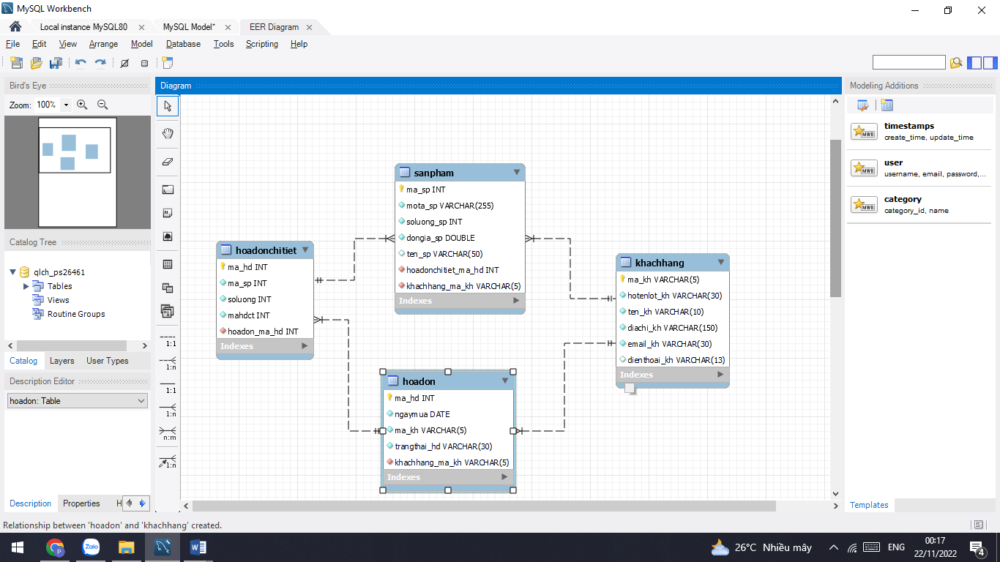 MySQL Workbench
Local instance MySQL80
MySQL Model*
EER Diagram
File Edit View Arrange Model Database Tools Scripting Help
Bird's Eye
Zoom: 100%
Catalog Tree
qlch_ps26461
Tables
Views
Routine Groups
Catalog Layers User Types
Description Editor
hoadon: Table
Description Properties H
Diagram
1:1
1:n
1:1
1:n
n:m
1:n
hoadonchitiet
ma_hd INT
ma_sp INT
soluong INT
mahdct INT
hoadon_ma_hd INT
Indexes
sanpham
ma_sp INT
mota_sp VARCHAR(255)
soluong_sp INT
dongia_sp DOUBLE
ten_sp VARCHAR(50)
hoadonchitiet_ma_hd INT
khachhang_ma_kh VARCHAR(5)
Indexes
hoadon
ma_hd INT
ngaymua DATE
ma_kh VARCHAR(5)
trangthai_hd VARCHAR(30)
khachhang_ma_kh VARCHAR(5)
Indexes
khachhang
ma_kh VARCHAR(5)
hotenlot_kh VARCHAR(30)
ten_kh VARCHAR(10)
diachi_kh VARCHAR(150)
email_kh VARCHAR(30)
dienthoai_kh VARCHAR(13)
Indexes
Modeling Additions
MWB
timestamps
create_time, update_time
MWB
user
username, email, password,...
MWB
category
category_id, name
Templates
Relationship between 'hoadon' and 'khachhang' created.
P
Zalo
W
26°C Nhiều mây
ENG
00:17
22/11/2022
4